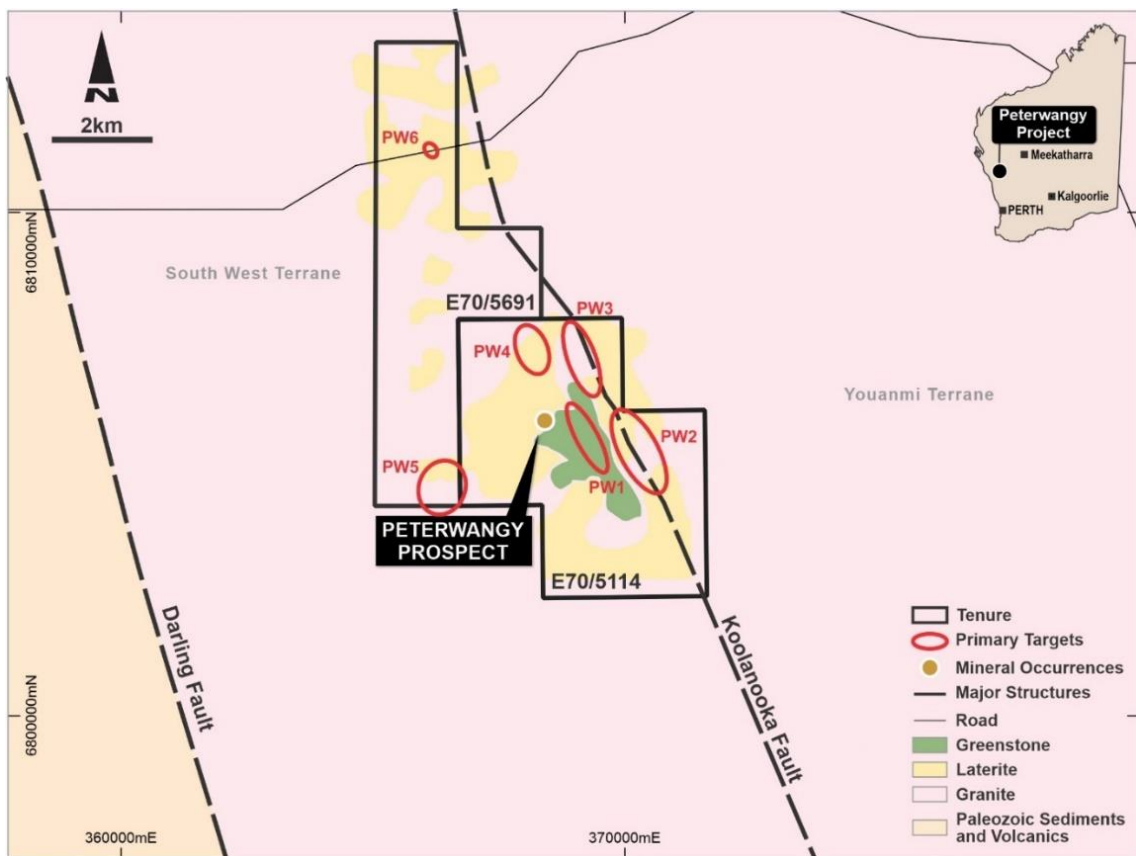 N
2km
PW6
Peterwangy
Project
Meekatharra
Kalgoorlie
PERTH
6810000mN
South West Terrane
E70/5691
PW3
PW4
Youanmi Terrane
PW2
PW5
PW1
PETERWANGY
PROSPECT
E70/5114
Darling Fault
Koolanooka Fault
6800000mN
360000mE
370000mE
Tenure
Primary Targets
Mineral Occurrences
Major Structures
Road
Greenstone
Laterite
Granite
Paleozoic Sediments
and Volcanics